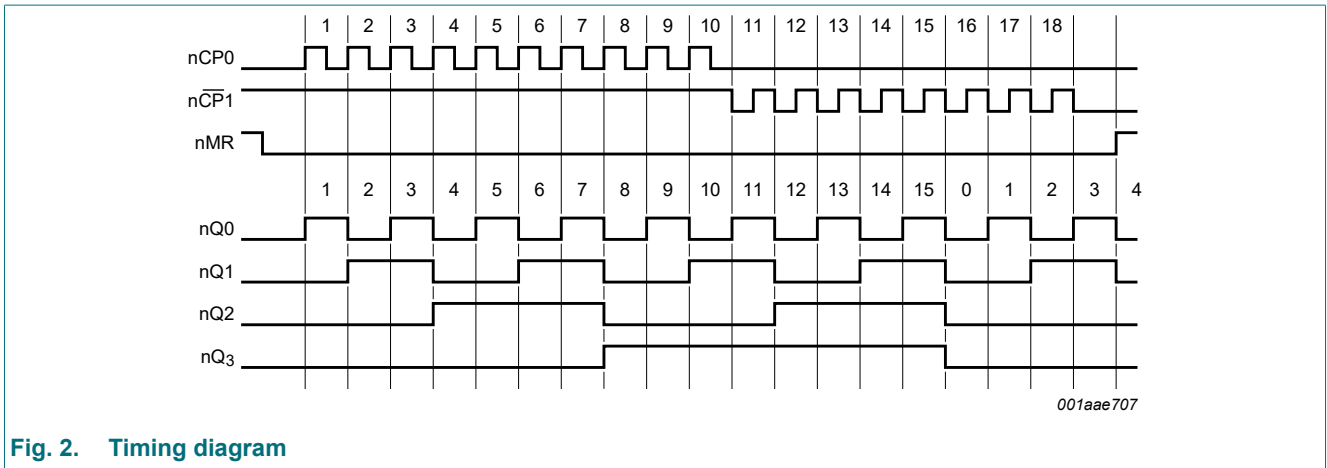 1 2 3 4 5 6 7 8 9 10 11 12 13 14 15 16 17 18
nCP0
nC̅P̅1
nMR
1 2 3 4 5 6 7 8 9 10 11 12 13 14 15 0 1 2 3 4
nQ0
nQ1
nQ2
nQ3
001aae707
Fig. 2. Timing diagram